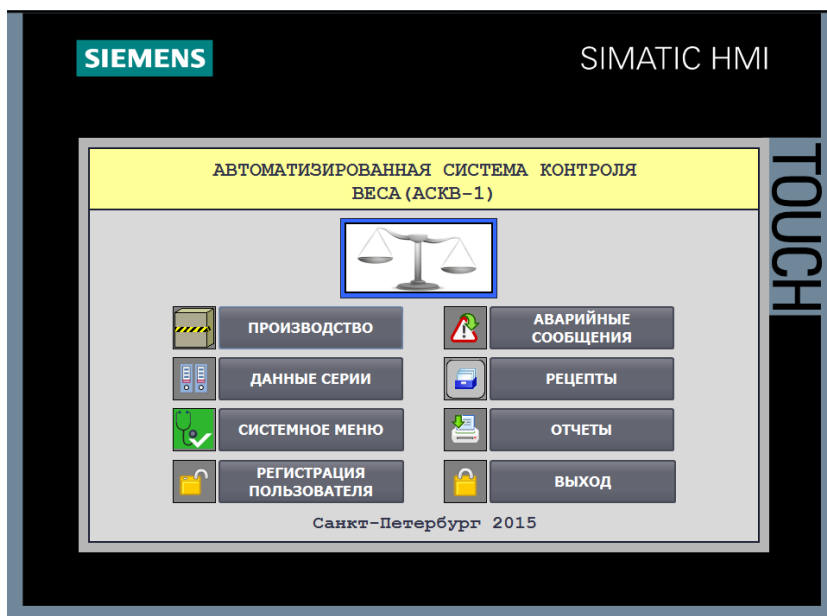 SIEMENS
SIMATIC HMI
TOUCH
АВТОМАТИЗИРОВАННАЯ СИСТЕМА КОНТРОЛЯ
ВЕСА(АСКВ-1)
ПРОИЗВОДСТВО
АВАРИЙНЫЕ
СООБЩЕНИЯ
ДАННЫЕ СЕРИИ
РЕЦЕПТЫ
СИСТЕМНОЕ МЕНЮ
ОТЧЕТЫ
РЕГИСТРАЦИЯ
ПОЛЬЗОВАТЕЛЯ
ВЫХОД
Санкт-Петербург 2015